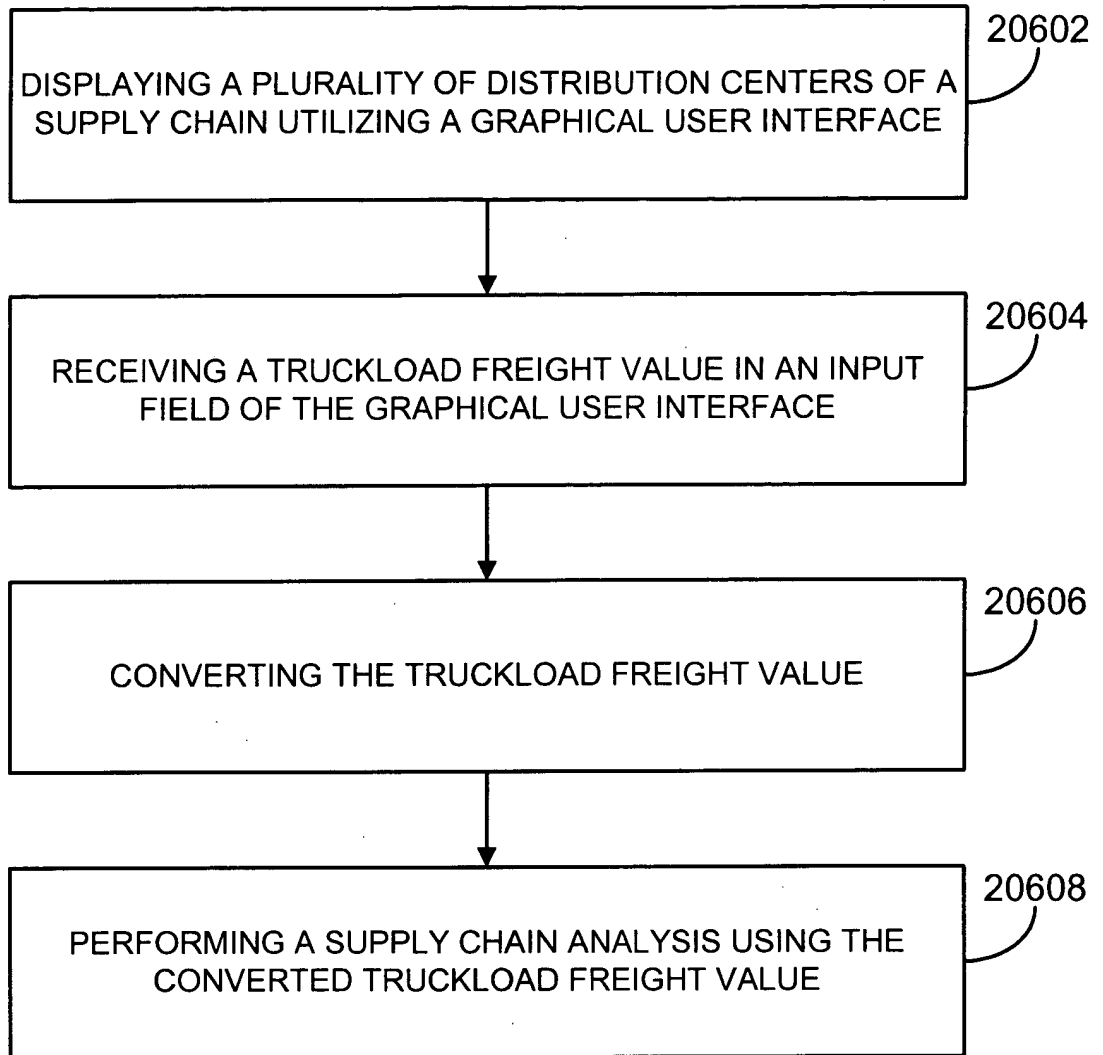 20602
DISPLAYING A PLURALITY OF DISTRIBUTION CENTERS OF A
SUPPLY CHAIN UTILIZING A GRAPHICAL USER INTERFACE
20604
RECEIVING A TRUCKLOAD FREIGHT VALUE IN AN INPUT
FIELD OF THE GRAPHICAL USER INTERFACE
20606
CONVERTING THE TRUCKLOAD FREIGHT VALUE
20608
PERFORMING A SUPPLY CHAIN ANALYSIS USING THE
CONVERTED TRUCKLOAD FREIGHT VALUE